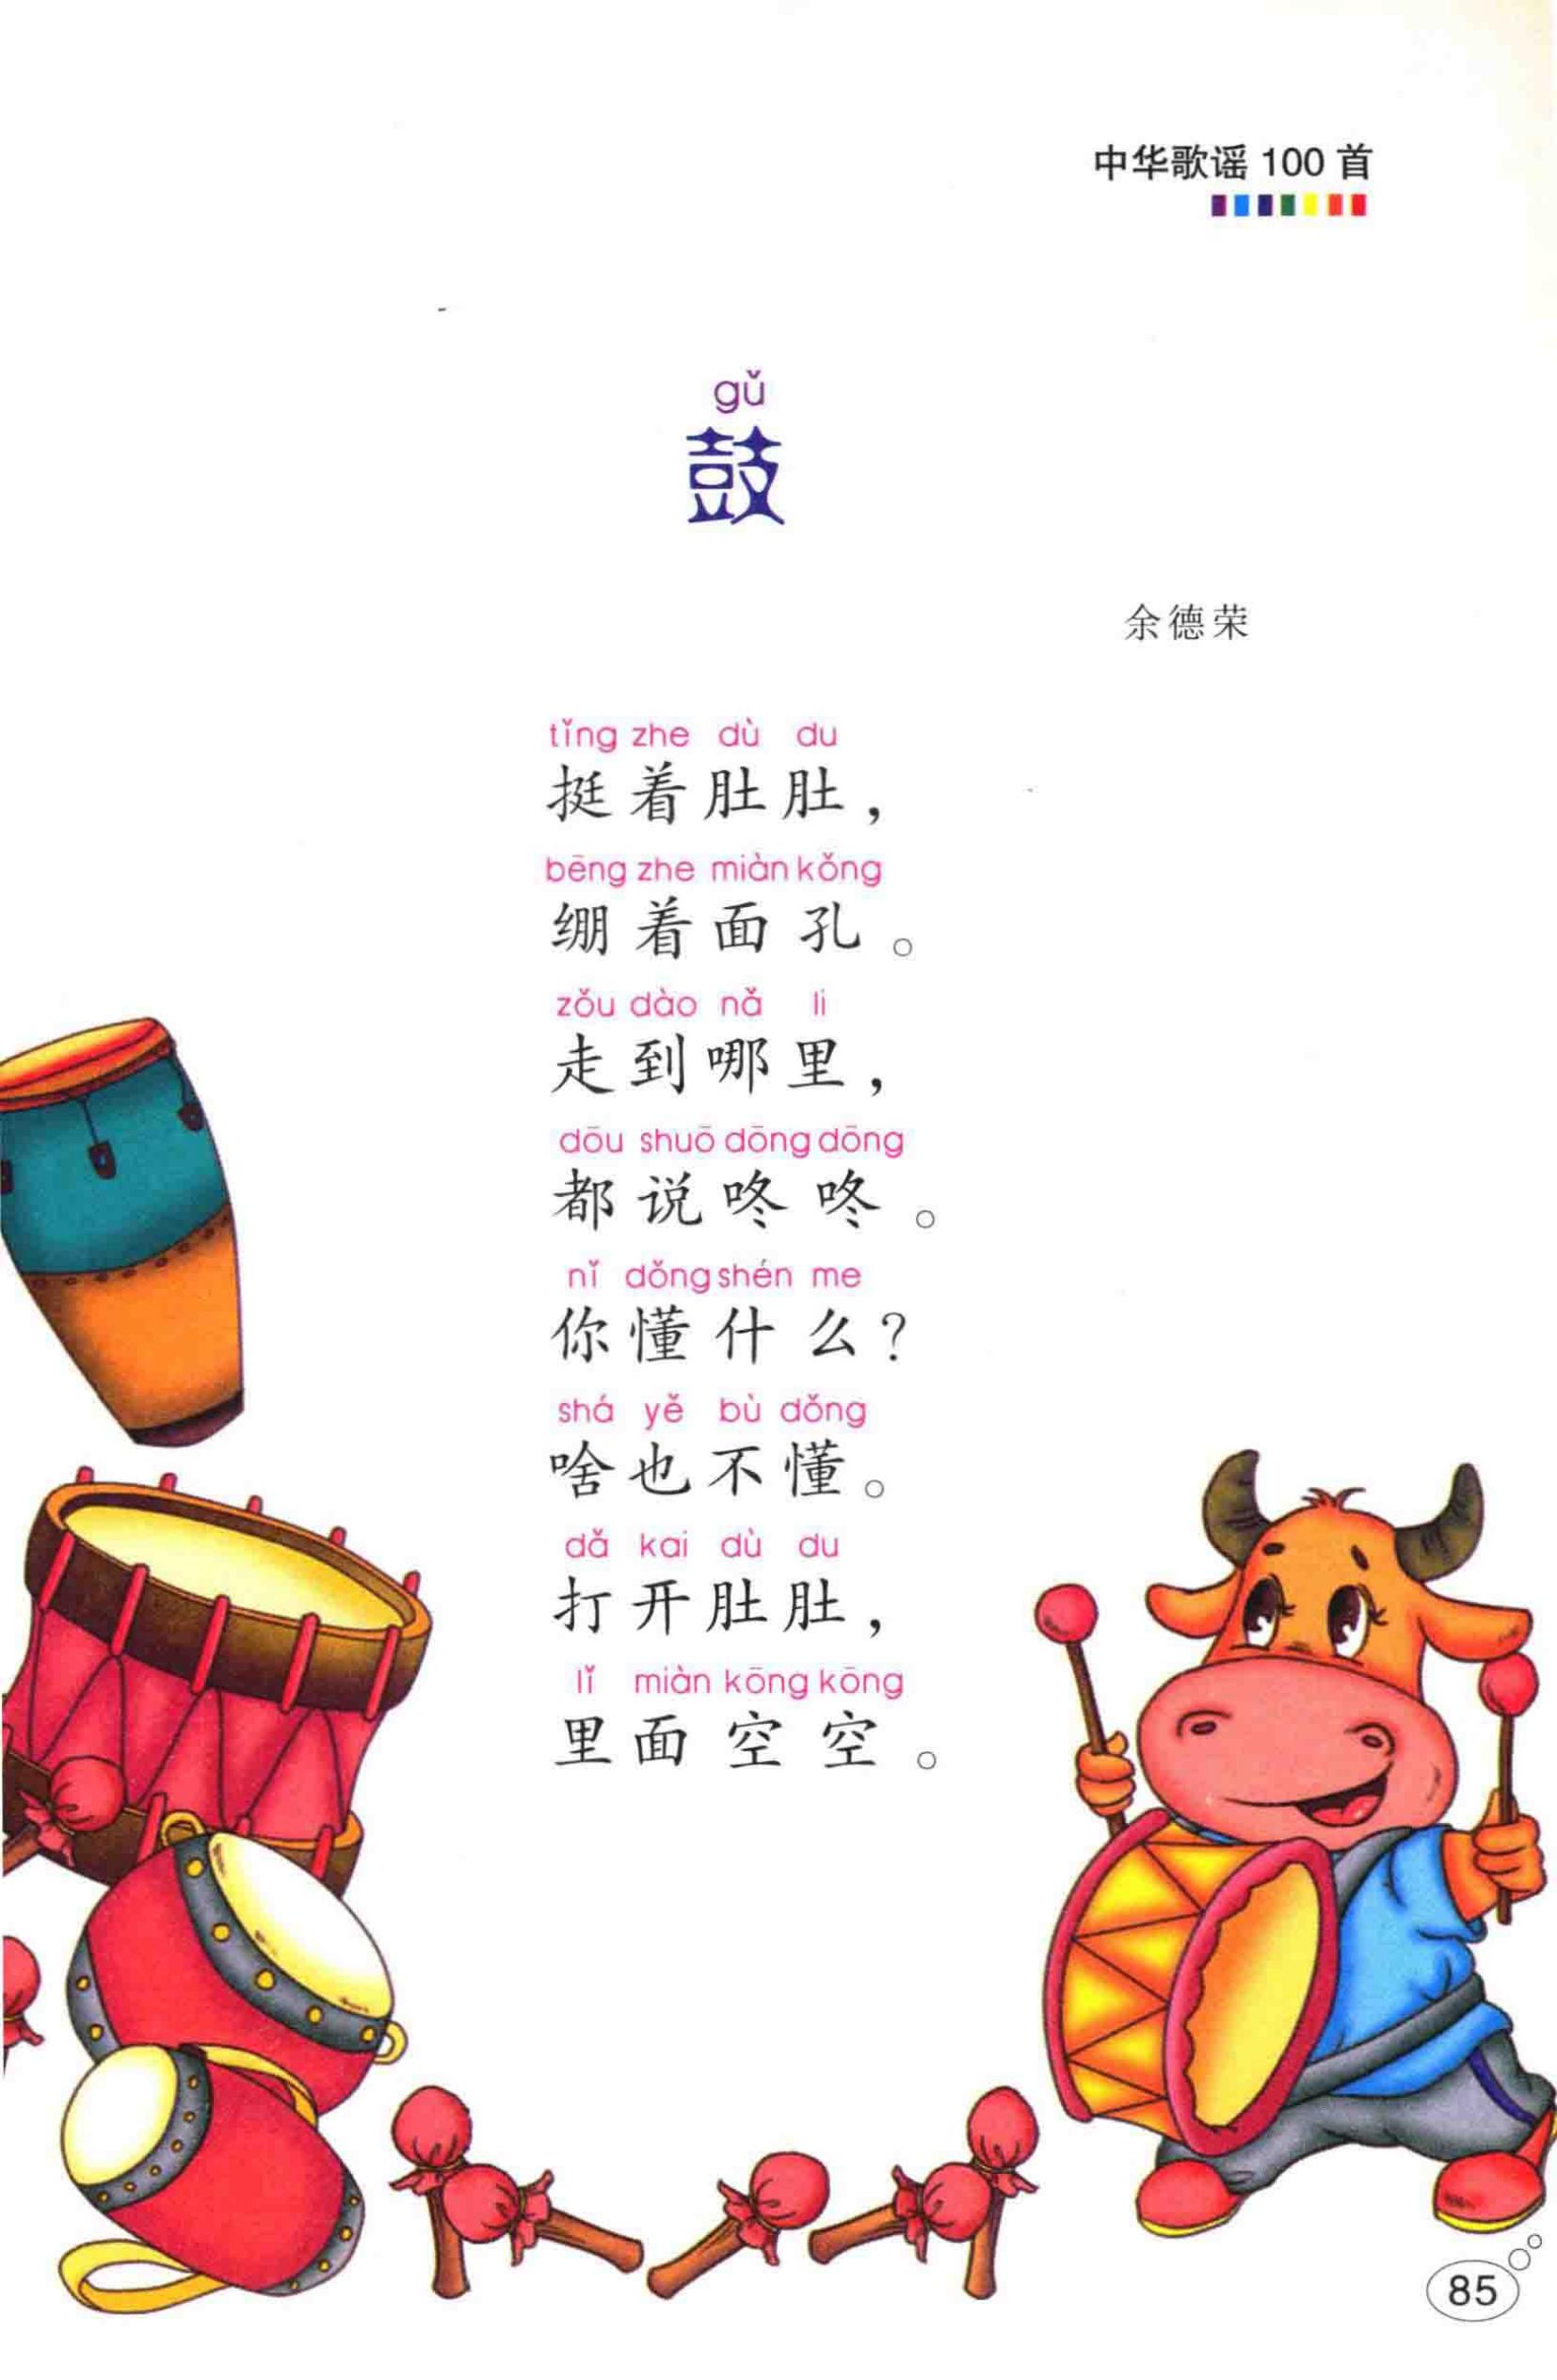 中华歌谣 100 首
gǔ
鼓
余德荣
tǐng zhe dù du
挺着肚肚，
bēng zhe miàn kǒng
绷着面孔。
zǒu dào nǎ li
走到哪里，
dōu shuō dōng dōng
都说咚咚。
nǐ dǒng shén me
你懂什么？
shá yě bù dǒng
啥也不懂。
dǎ kai dù du
打开肚肚，
lǐ miàn kōng kōng
里面空空。
85